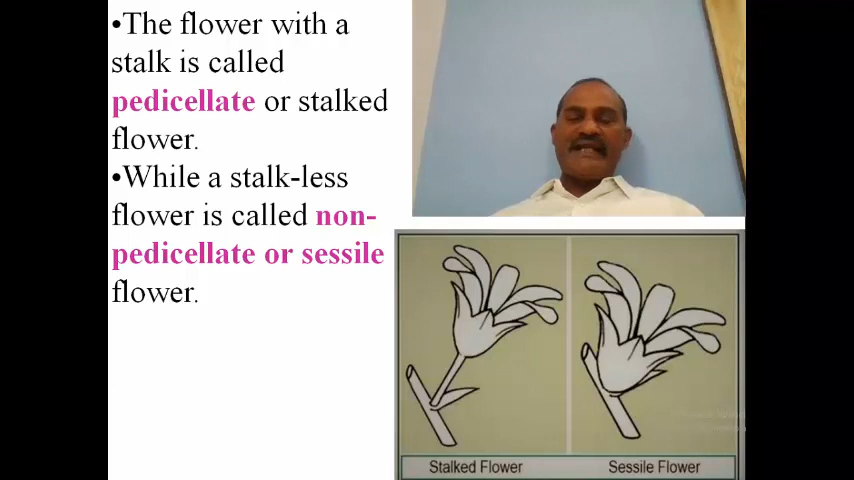 •The flower with a
stalk is called
pedicellate or stalked
flower.
•While a stalk-less
flower is called non-
pedicellate or sessile
flower.
Stalked Flower
Sessile Flower